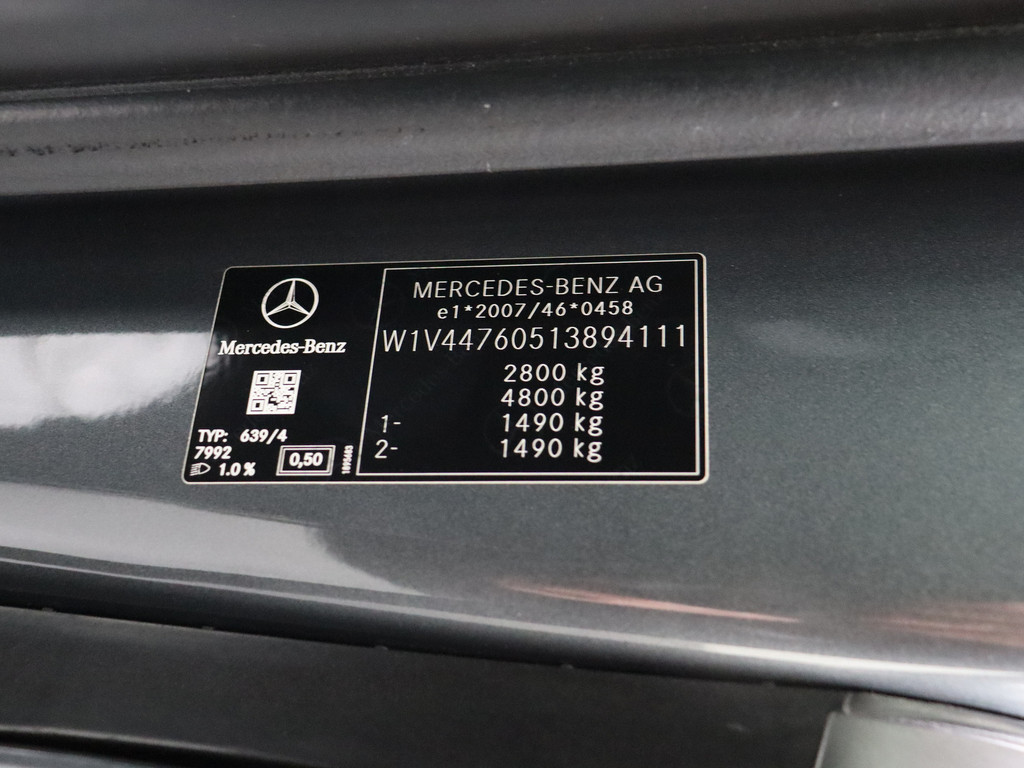 Mercedes-Benz
TYP: 639/4
7992
1.0 %
0,50
MERCEDES-BENZ AG
e1*2007/46*0458
W1V44760513894111
2800 kg
4800 kg
1- 1490 kg
2- 1490 kg